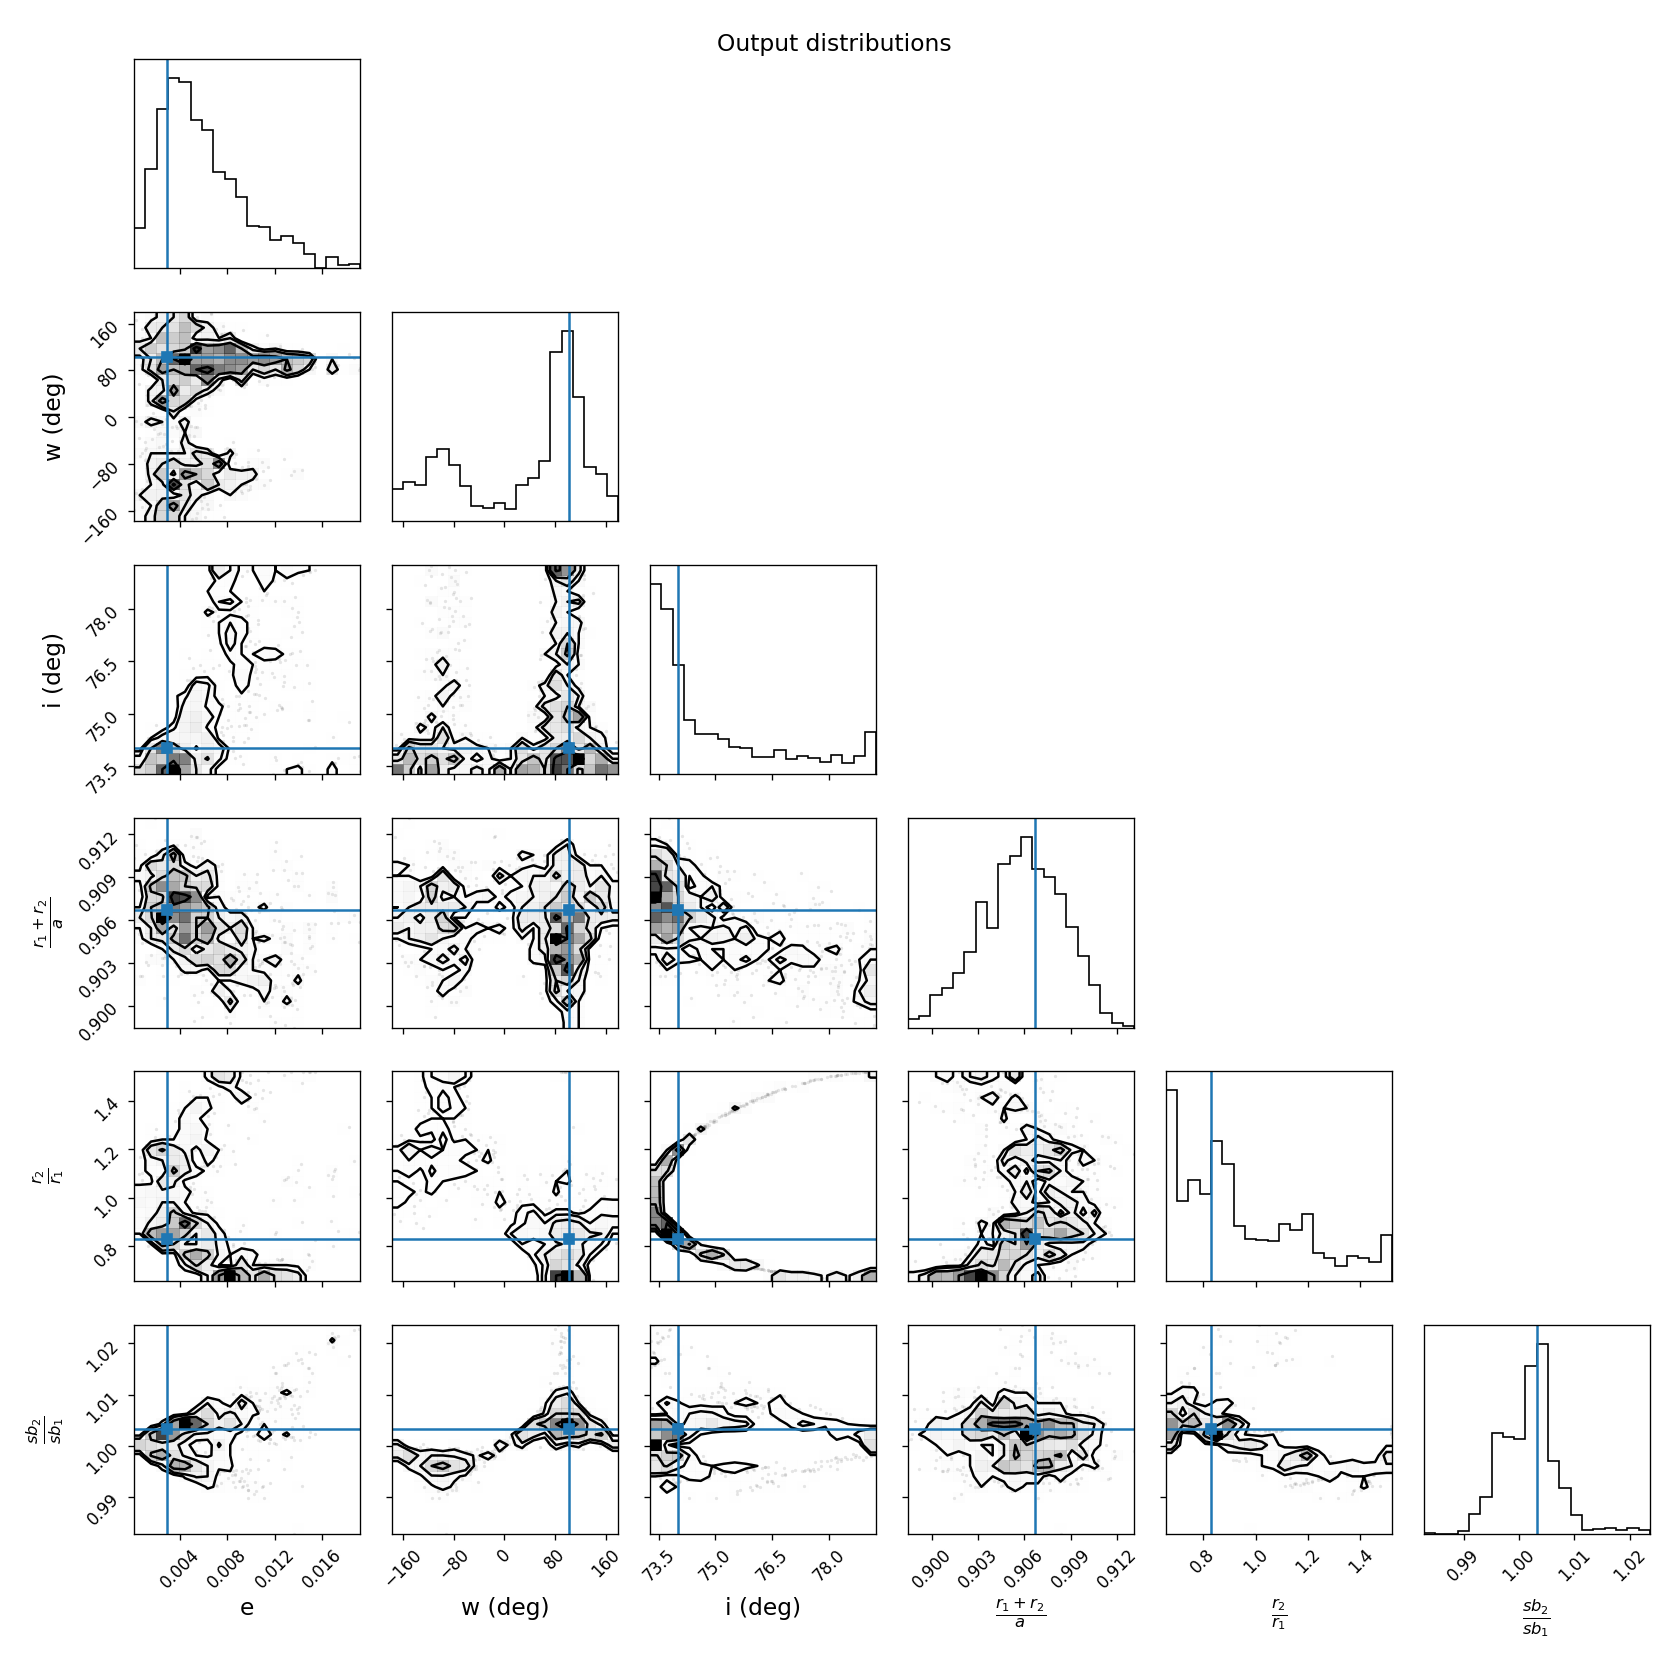 Output distributions
w (deg)
160
80
0
−80
−160
i (deg)
78.0
76.5
75.0
73.5
r₁ + r₂
a
0.912
0.909
0.906
0.903
0.900
r₂
r₁
1.4
1.2
1.0
0.8
sb₂
sb₁
1.02
1.01
1.00
0.99
0.004 0.008 0.012 0.016 −160 −80 0 80 160 73.5 75.0 76.5 78.0 0.900 0.903 0.906 0.909 0.912 0.8 1.0 1.2 1.4 0.99 1.00 1.01 1.02
e w (deg) i (deg)
r₁ + r₂
a
r₂
r₁
sb₂
sb₁